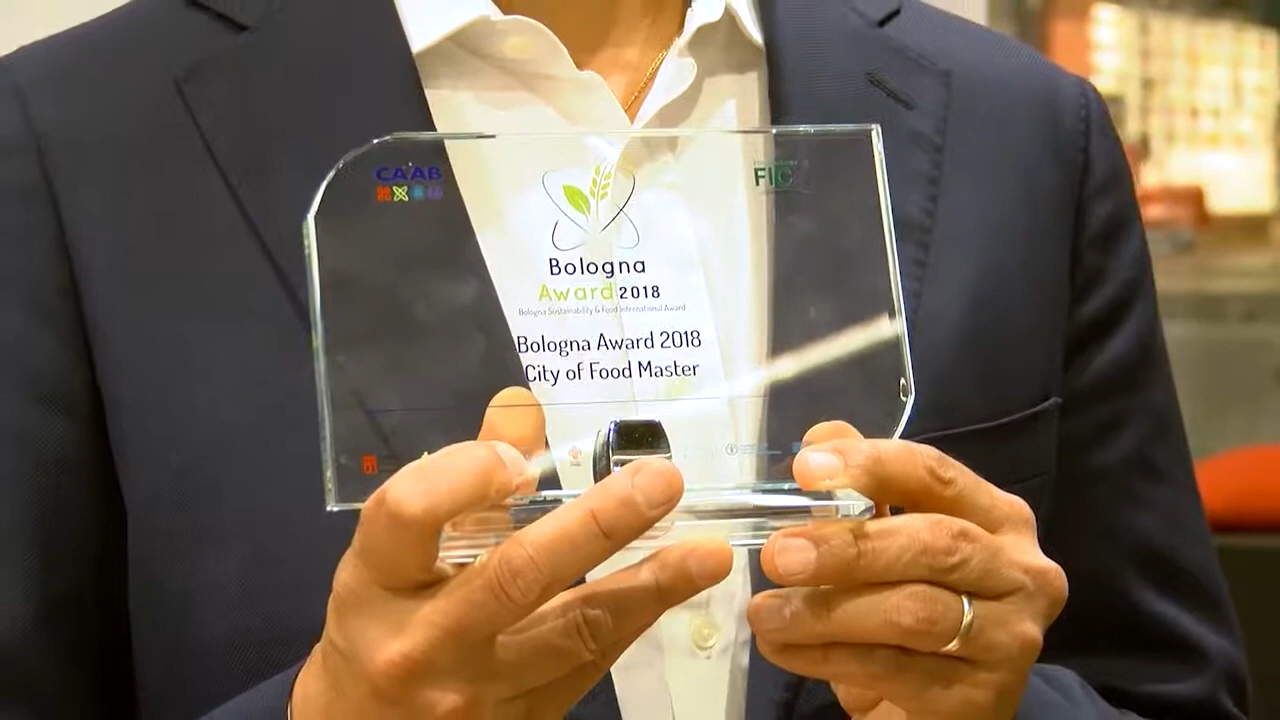 CAAB
FIC
Bologna
Award 2018
Bologna Sustainability & Food International Award
Bologna Award 2018
City of Food Master